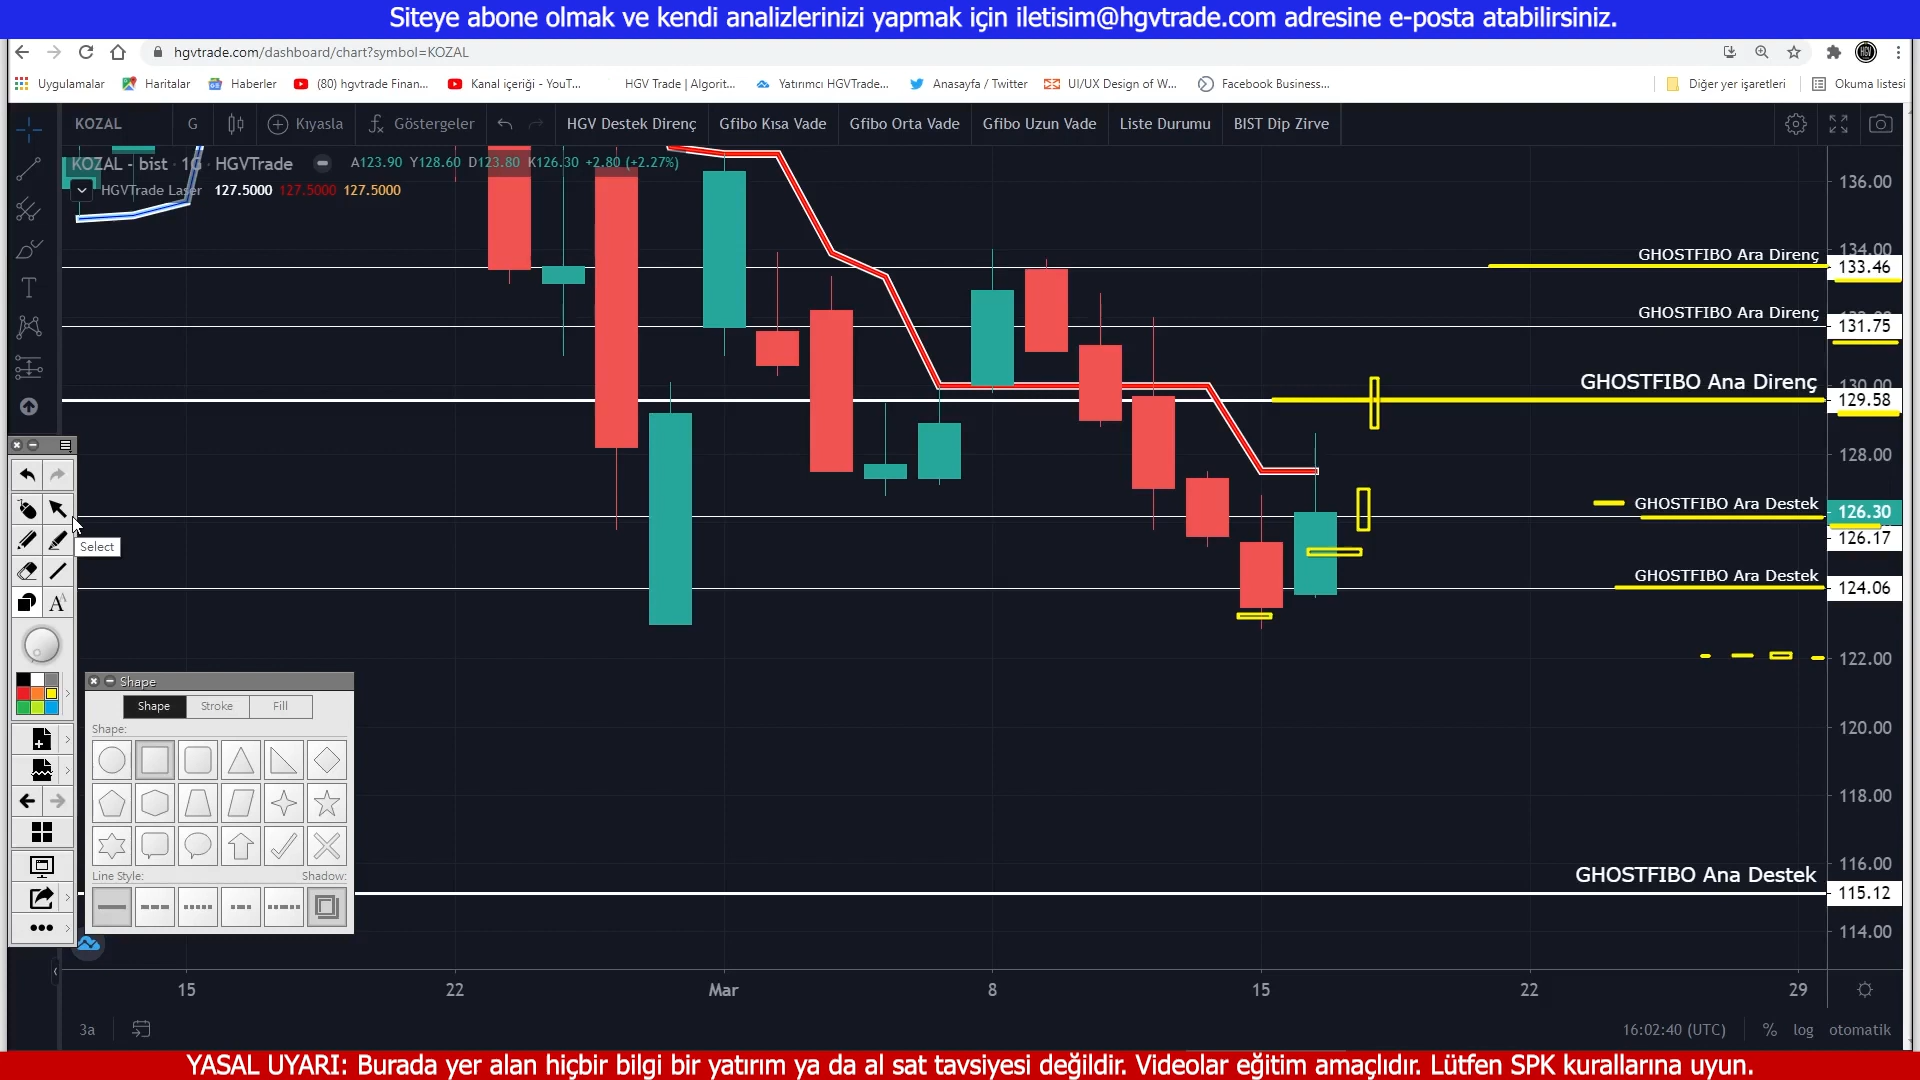 Siteye abone olmak ve kendi analizlerinizi yapmak için iletisim@hgvtrade.com adresine e-posta atabilirsiniz.
hgvtrade.com/dashboard/chart?symbol=KOZAL
Uygulamalar Haritalar Haberler (80) hgvtrade Finan... Kanal içeriği - YouT... HGV Trade | Algorit... Yatırımcı HGVTrade... Anasayfa / Twitter UI/UX Design of W... Facebook Business... Diğer yer işaretleri Okuma listesi
KOZAL G Kıyasla Göstergeler HGV Destek Direnç Gfibo Kısa Vade Gfibo Orta Vade Gfibo Uzun Vade Liste Durumu BIST Dip Zirve
KOZAL - bist · 1G · HGVTrade A123.90 Y128.60 D123.80 K126.30 +2.80 (+2.27%)
HGVTrade Laser 127.5000 127.5000 127.5000
136.00
134.00
GHOSTFIBO Ara Direnç
133.46
GHOSTFIBO Ara Direnç
131.75
GHOSTFIBO Ana Direnç
130.00
129.58
128.00
GHOSTFIBO Ara Destek
126.30
126.17
Select
GHOSTFIBO Ara Destek
124.06
122.00
Shape
Shape Stroke Fill
Shape:
120.00
118.00
116.00
Line Style: Shadow:
GHOSTFIBO Ana Destek
115.12
114.00
15 22 Mar 8 15 22 29
3a 16:02:40 (UTC) % log otomatik
YASAL UYARI: Burada yer alan hiçbir bilgi bir yatırım ya da al sat tavsiyesi değildir. Videolar eğitim amaçlıdır. Lütfen SPK kurallarına uyun.